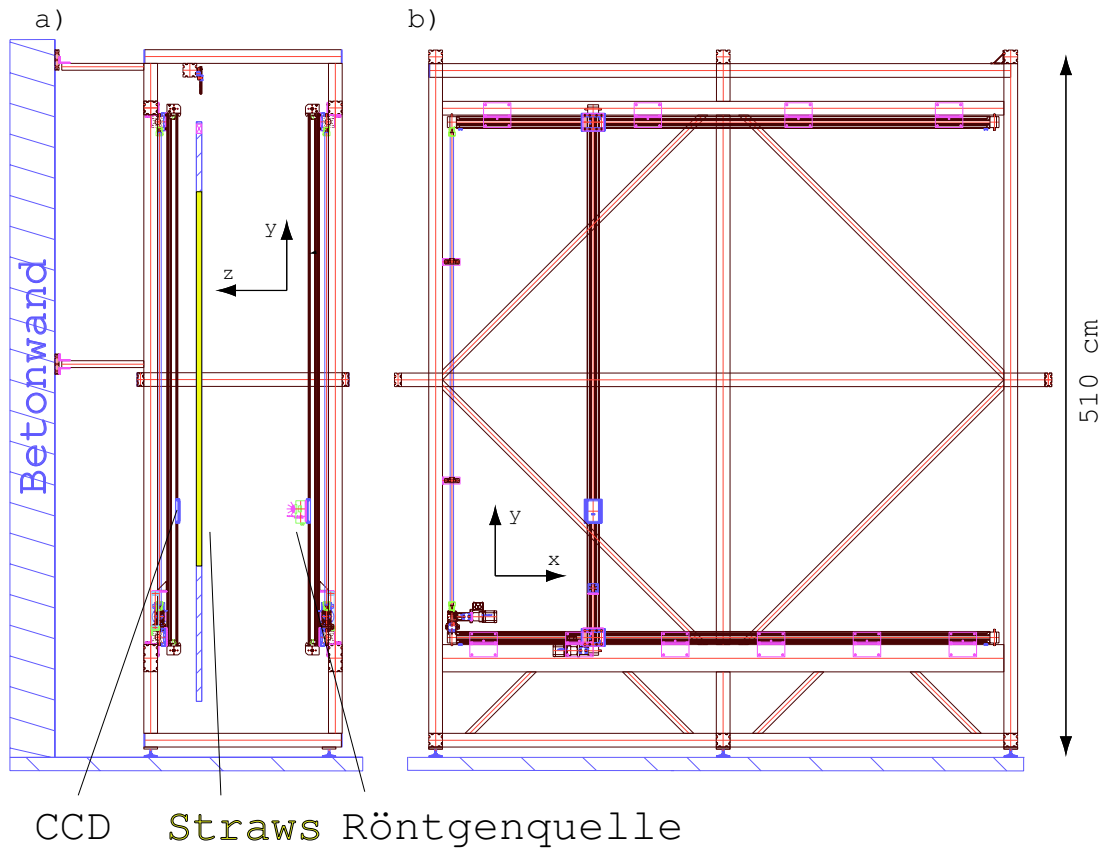 a)
b)
y
z
Betonwand
y
x
510 cm
CCD Straws Röntgenquelle